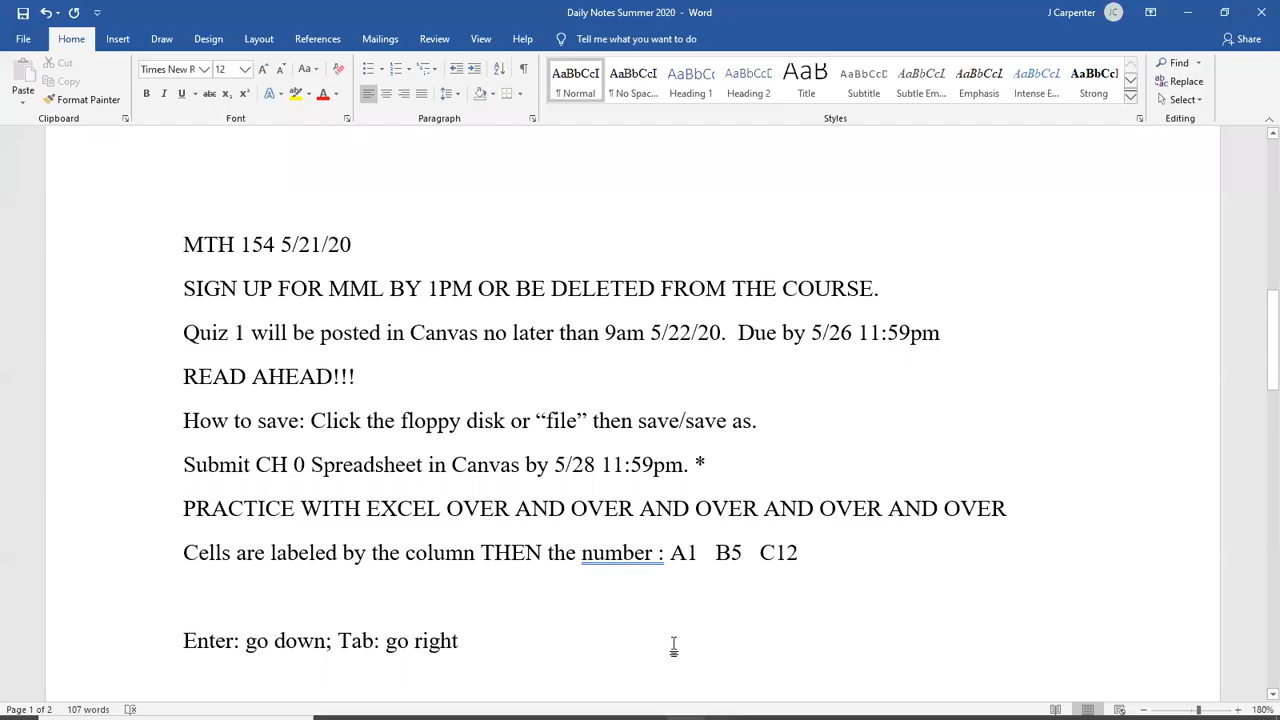 Daily Notes Summer 2020 - Word
J Carpenter JC
File Home Insert Draw Design Layout References Mailings Review View Help Tell me what you want to do Share
Paste
Cut
Copy
Format Painter
Clipboard
Times New R 12
Font
Paragraph
AaBbCcI ¶ Normal
AaBbCcI ¶ No Spac...
AaBbC( Heading 1
AaBbCcC Heading 2
AaB Title
AaBbCcD Subtitle
AaBbCcI Subtle Em...
AaBbCcI Emphasis
AaBbCcI Intense E...
AaBbCcI Strong
Styles
Find
Replace
Select
Editing
MTH 154 5/21/20
SIGN UP FOR MML BY 1PM OR BE DELETED FROM THE COURSE.
Quiz 1 will be posted in Canvas no later than 9am 5/22/20.  Due by 5/26 11:59pm
READ AHEAD!!!
How to save: Click the floppy disk or “file” then save/save as.
Submit CH 0 Spreadsheet in Canvas by 5/28 11:59pm. *
PRACTICE WITH EXCEL OVER AND OVER AND OVER AND OVER AND OVER
Cells are labeled by the column THEN the number : A1   B5   C12
Enter: go down; Tab: go right
Page 1 of 2 107 words 180%